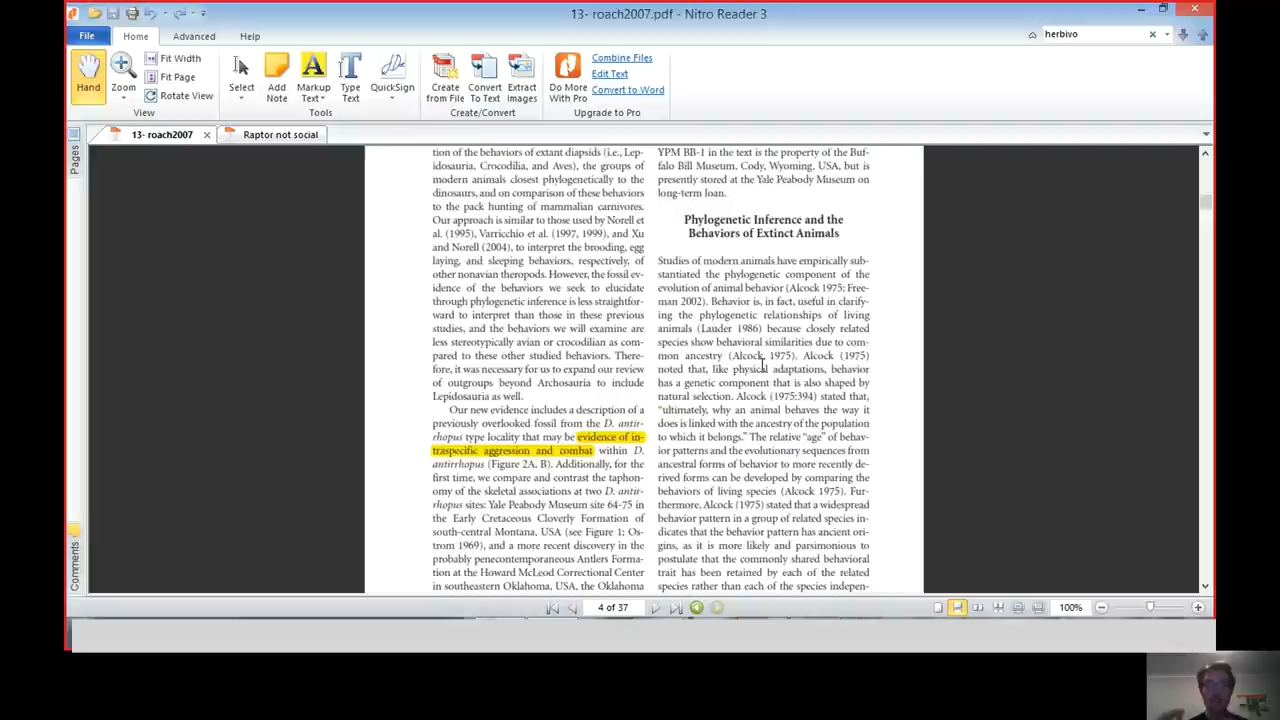 13- roach2007.pdf - Nitro Reader 3
File
Home
Advanced
Help
herbivo
Hand
Zoom
Fit Width
Fit Page
Rotate View
View
Select
Add
Note
Markup
Text
Type
Text
QuickSign
Tools
Create
from File
Convert
To Text
Extract
Images
Create/Convert
Do More
With Pro
Combine Files
Edit Text
Convert to Word
Upgrade to Pro
13- roach2007
Raptor not social
Pages
Comments
tion of the behaviors of extant diapsids (i.e., Lep-
idosauria, Crocodilia, and Aves), the groups of
modern animals closest phylogenetically to the
dinosaurs, and on comparison of these behaviors
to the pack hunting of mammalian carnivores.
Our approach is similar to those used by Norell et
al. (1995), Varricchio et al. (1997, 1999), and Xu
and Norell (2004), to interpret the brooding, egg
laying, and sleeping behaviors, respectively, of
other nonavian theropods. However, the fossil ev-
idence of the behaviors we seek to elucidate
through phylogenetic inference is less straightfor-
ward to interpret than those in these previous
studies, and the behaviors we will examine are
less stereotypically avian or crocodilian as com-
pared to these other studied behaviors. There-
fore, it was necessary for us to expand our review
of outgroups beyond Archosauria to include
Lepidosauria as well.
Our new evidence includes a description of a
previously overlooked fossil from the D. antir-
rhopus type locality that may be evidence of in-
traspecific aggression and combat within D.
antirrhopus (Figure 2A, B). Additionally, for the
first time, we compare and contrast the taphon-
omy of the skeletal associations at two D. antir-
rhopus sites: Yale Peabody Museum site 64-75 in
the Early Cretaceous Cloverly Formation of
south-central Montana, USA (see Figure 1; Os-
trom 1969), and a more recent discovery in the
probably penecontemporaneous Antlers Forma-
tion at the Howard McLeod Correctional Center
in southeastern Oklahoma, USA, the Oklahoma
YPM BB-1 in the text is the property of the Buf-
falo Bill Museum, Cody, Wyoming, USA, but is
presently stored at the Yale Peabody Museum on
long-term loan.
Phylogenetic Inference and the
Behaviors of Extinct Animals
Studies of modern animals have empirically sub-
stantiated the phylogenetic component of the
evolution of animal behavior (Alcock 1975; Free-
man 2002). Behavior is, in fact, useful in clarify-
ing the phylogenetic relationships of living
animals (Lauder 1986) because closely related
species show behavioral similarities due to com-
mon ancestry (Alcock 1975). Alcock (1975)
noted that, like physical adaptations, behavior
has a genetic component that is also shaped by
natural selection. Alcock (1975:394) stated that,
"ultimately, why an animal behaves the way it
does is linked with the ancestry of the population
to which it belongs." The relative "age" of behav-
ior patterns and the evolutionary sequences from
ancestral forms of behavior to more recently de-
rived forms can be developed by comparing the
behaviors of living species (Alcock 1975). Fur-
thermore, Alcock (1975) stated that a widespread
behavior pattern in a group of related species in-
dicates that the behavior pattern has ancient ori-
gins, as it is more likely and parsimonious to
postulate that the commonly shared behavioral
trait has been retained by each of the related
species rather than each of the species indepen-
4 of 37
100%